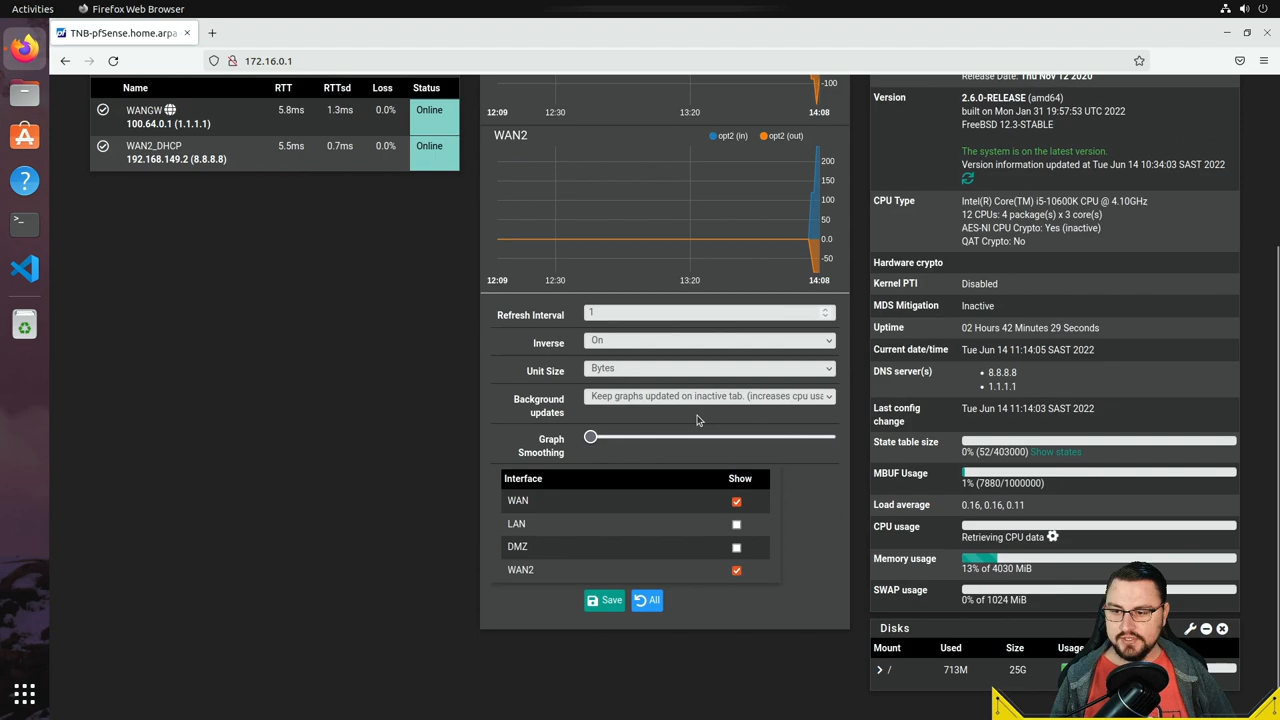 Activities
Firefox Web Browser
TNB-pfSense.home.arpa
172.16.0.1
Name RTT RTTsd Loss Status
WANGW 5.8ms 1.3ms 0.0% Online
100.64.0.1 (1.1.1.1)
WAN2_DHCP 5.5ms 0.7ms 0.0% Online
192.168.149.2 (8.8.8.8)
-100
12:09 12:30 13:20 14:08
WAN2
opt2 (in) opt2 (out)
200
150
100
50
0.0
-50
12:09 12:30 13:20 14:08
Refresh Interval 1
Inverse On
Unit Size Bytes
Background updates
Keep graphs updated on inactive tab. (increases cpu usa
Graph Smoothing
Interface Show
WAN
LAN
DMZ
WAN2
Save
All
Release Date: Thu Nov 12 2020
Version 2.6.0-RELEASE (amd64)
built on Mon Jan 31 19:57:53 UTC 2022
FreeBSD 12.3-STABLE
The system is on the latest version.
Version information updated at Tue Jun 14 10:34:03 SAST 2022
CPU Type Intel(R) Core(TM) i5-10600K CPU @ 4.10GHz
12 CPUs: 4 package(s) x 3 core(s)
AES-NI CPU Crypto: Yes (inactive)
QAT Crypto: No
Hardware crypto
Kernel PTI Disabled
MDS Mitigation Inactive
Uptime 02 Hours 42 Minutes 29 Seconds
Current date/time Tue Jun 14 11:14:05 SAST 2022
DNS server(s)
8.8.8.8
1.1.1.1
Last config change
Tue Jun 14 11:14:03 SAST 2022
State table size
0% (52/403000) Show states
MBUF Usage
1% (7880/1000000)
Load average 0.16, 0.16, 0.11
CPU usage
Retrieving CPU data
Memory usage
13% of 4030 MiB
SWAP usage
0% of 1024 MiB
Disks
Mount Used Size Usage
/ 713M 25G